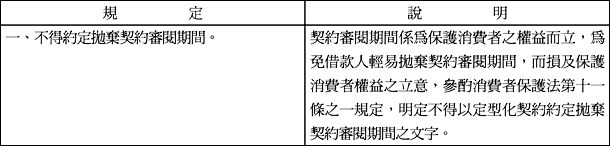 規定
說明
一、不得約定拋棄契約審閱期間。
契約審閱期間係為保護消費者之權益而立，為
免借款人輕易拋棄契約審閱期間，而損及保護
消費者權益之立意，參酌消費者保護法第十一
條之一規定，明定不得以定型化契約約定拋棄
契約審閱期間之文字。